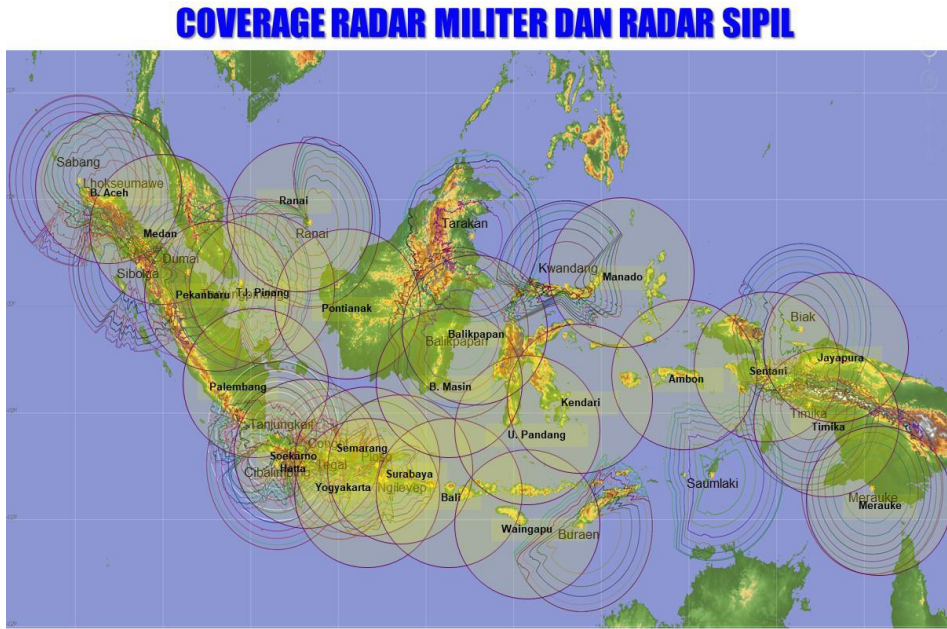 COVERAGE RADAR MILITER DAN RADAR SIPIL
Sabang
Lhokseumawe
B. Aceh
Ranai
Ranai
Medan
Dumai
Sibolga
Pekanbaru
TJ. Pinang
Pontianak
Tarakan
Kwandang
Manado
Balikpapan
Balikpapan
B. Masin
Biak
Jayapura
Sentani
Ambon
Palembang
Kendari
Timika
Timika
Tanjungkait
U. Pandang
Semarang
Soekarno
Hatta
Tegal
Cibalimbing
Surabaya
Yogyakarta
Ngliyep
Bali
Saumlaki
Merauke
Merauke
Waingapu
Buraen